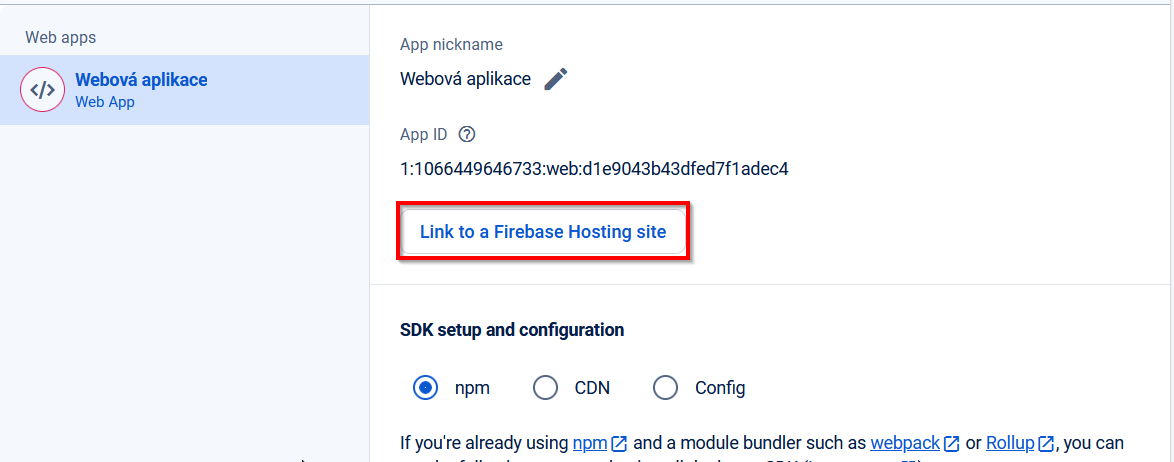 Web apps
Webová aplikace
Web App
App nickname
Webová aplikace
App ID
1:1066449646733:web:d1e9043b43dfed7f1adec4
Link to a Firebase Hosting site
SDK setup and configuration
npm
CDN
Config
If you're already using npm and a module bundler such as webpack or Rollup, you can